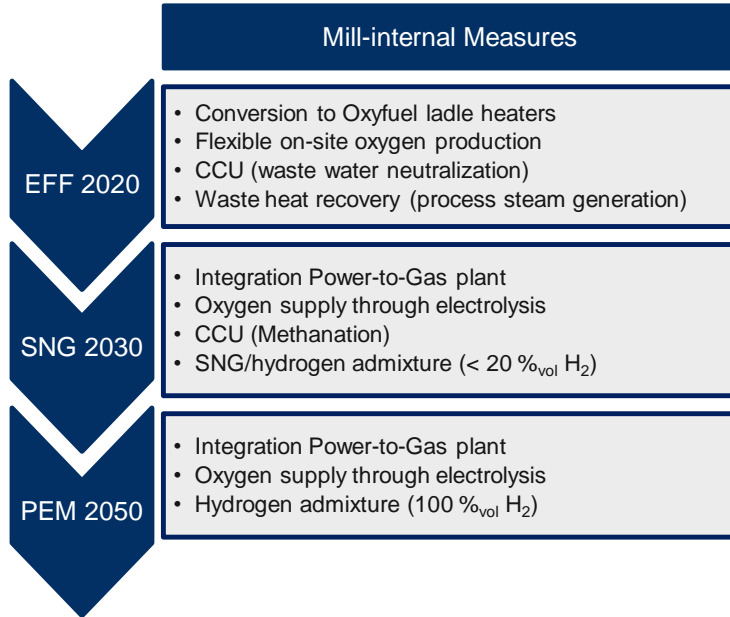 Mill-internal Measures
EFF 2020
• Conversion to Oxyfuel ladle heaters
• Flexible on-site oxygen production
• CCU (waste water neutralization)
• Waste heat recovery (process steam generation)
SNG 2030
• Integration Power-to-Gas plant
• Oxygen supply through electrolysis
• CCU (Methanation)
• SNG/hydrogen admixture (< 20 %vol H2)
PEM 2050
• Integration Power-to-Gas plant
• Oxygen supply through electrolysis
• Hydrogen admixture (100 %vol H2)